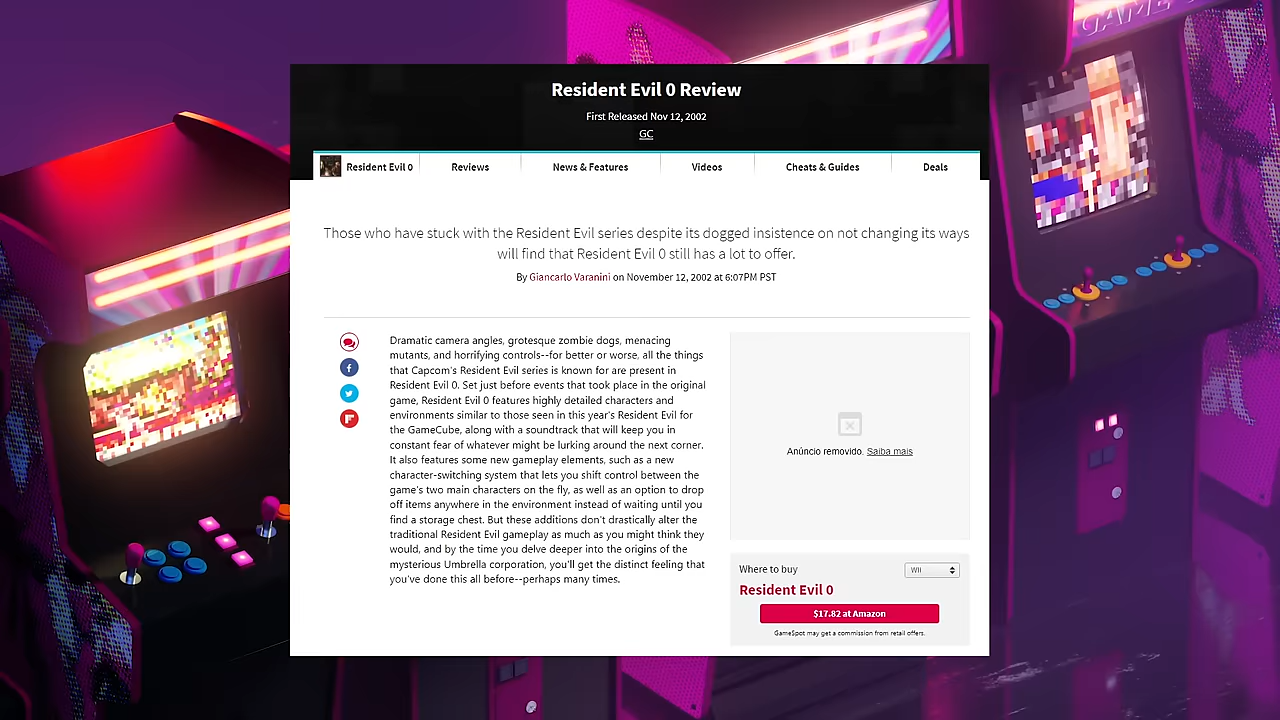 GAME
Resident Evil 0 Review
First Released Nov 12, 2002
GC
Resident Evil 0 Reviews News & Features Videos Cheats & Guides Deals
Those who have stuck with the Resident Evil series despite its dogged insistence on not changing its ways
will find that Resident Evil 0 still has a lot to offer.
By Giancarlo Varanini on November 12, 2002 at 6:07PM PST
Dramatic camera angles, grotesque zombie dogs, menacing
mutants, and horrifying controls--for better or worse, all the things
that Capcom's Resident Evil series is known for are present in
Resident Evil 0. Set just before events that took place in the original
game, Resident Evil 0 features highly detailed characters and
environments similar to those seen in this year's Resident Evil for
the GameCube, along with a soundtrack that will keep you in
constant fear of whatever might be lurking around the next corner.
It also features some new gameplay elements, such as a new
character-switching system that lets you shift control between the
game's two main characters on the fly, as well as an option to drop
off items anywhere in the environment instead of waiting until you
find a storage chest. But these additions don't drastically alter the
traditional Resident Evil gameplay as much as you might think they
would, and by the time you delve deeper into the origins of the
mysterious Umbrella corporation, you'll get the distinct feeling that
you've done this all before--perhaps many times.
Anúncio removido. Saiba mais
Where to buy
WII
Resident Evil 0
$17.82 at Amazon
GameSpot may get a commission from retail offers.